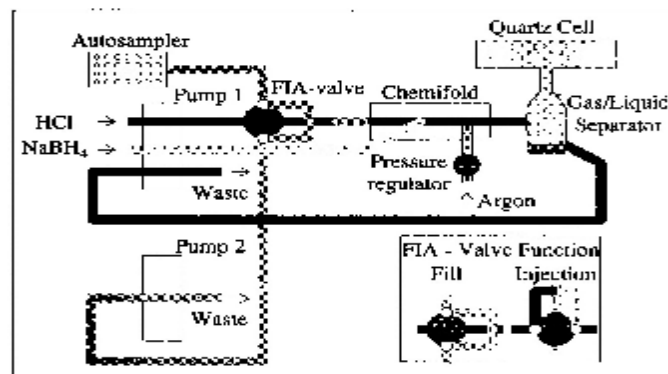 Quartz Cell
Autosampler
Pump 1
FIA-valve
Chemifold
Gas/Liquid
Separator
HCl
NaBH₄
Pressure
regulator
Waste
Argon
Pump 2
Waste
FIA - Valve Function
Fill
Injection